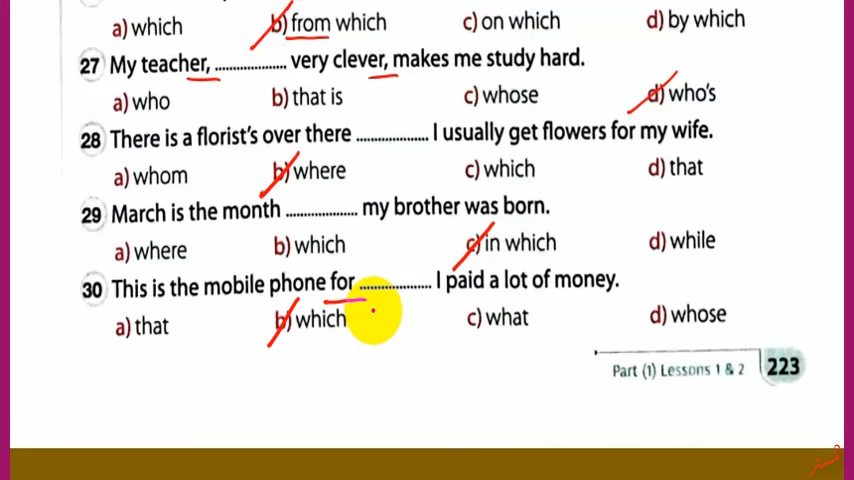 a) which b) from which c) on which d) by which
27 My teacher, .................... very clever, makes me study hard.
a) who b) that is c) whose d) who's
28 There is a florist's over there .................... I usually get flowers for my wife.
a) whom b) where c) which d) that
29 March is the month .................... my brother was born.
a) where b) which c) in which d) while
30 This is the mobile phone for .................... I paid a lot of money.
a) that b) which c) what d) whose
Part (1) Lessons 1 & 2 223